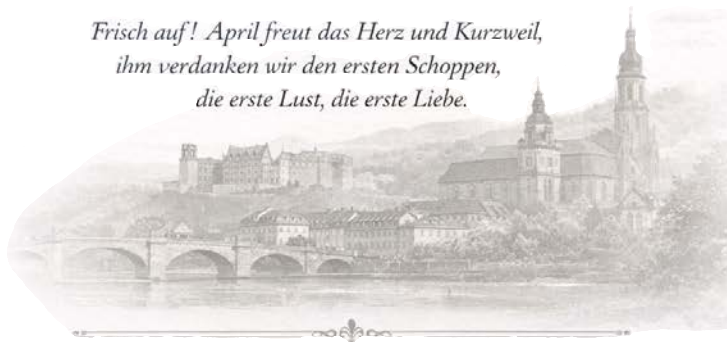 Frisch auf! April freut das Herz und Kurzweil,
ihm verdanken wir den ersten Schoppen,
die erste Lust, die erste Liebe.